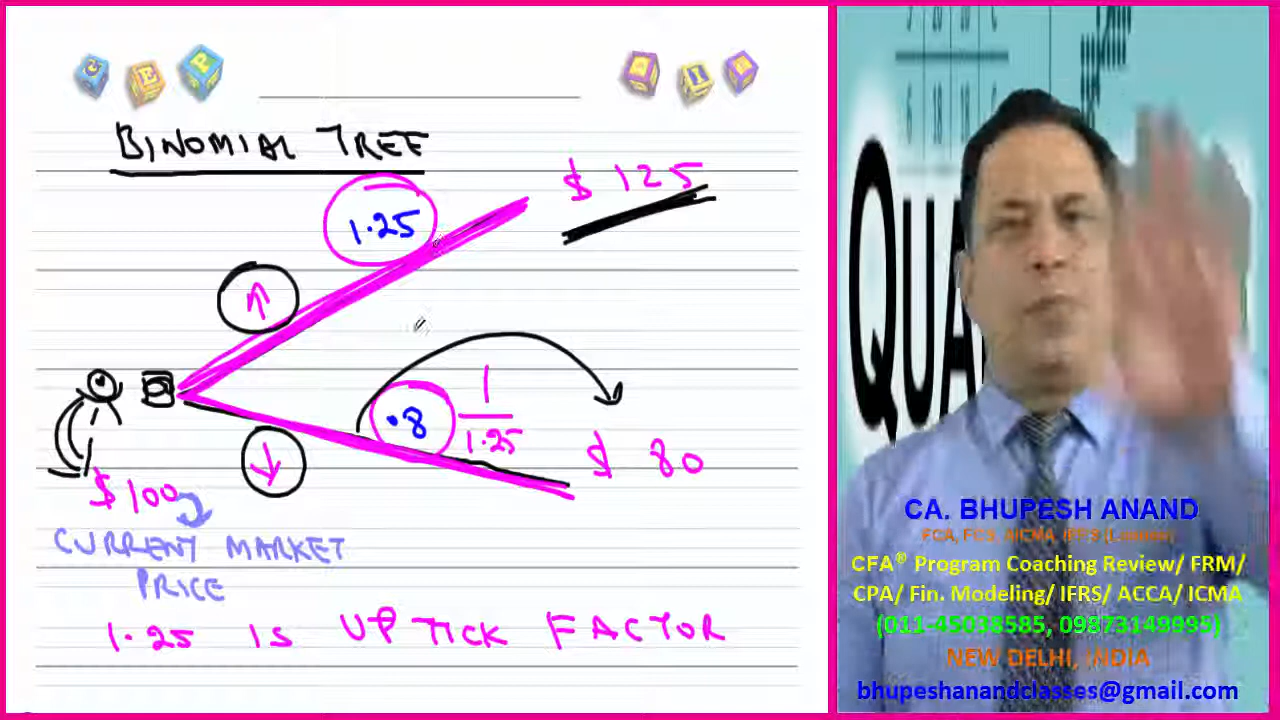 BINOMIAL TREE
$ 125
1.25
↑
.8
1
1.25
↓
$ 80
$100
CURRENT MARKET
PRICE
1.25 IS UP TICK FACTOR
QUA
CA. BHUPESH ANAND
FCA, FCS, AICMA, IFRS (London)
CFA® Program Coaching Review/ FRM/
CPA/ Fin. Modeling/ IFRS/ ACCA/ ICMA
(011-45038585, 09873149995)
NEW DELHI, INDIA
bhupeshanandclasses@gmail.com